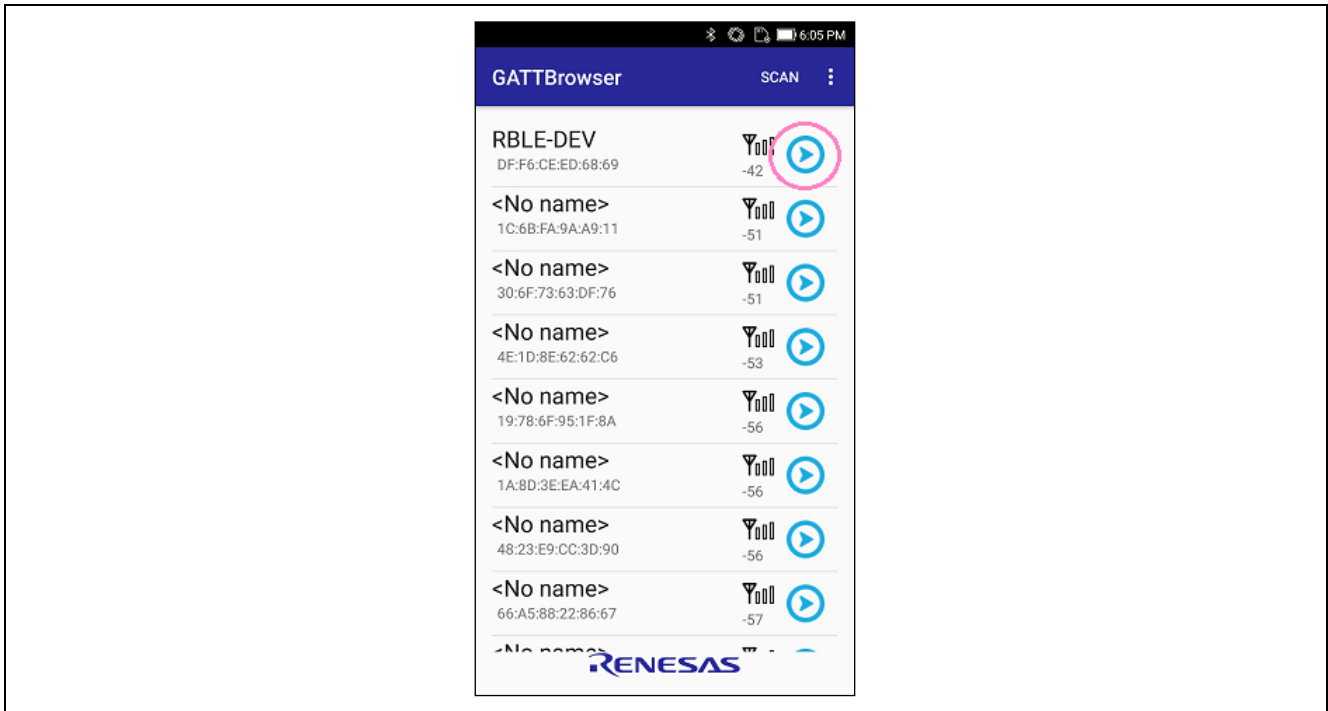 6:05 PM
GATTBrowser SCAN
RBLE-DEV
DF:F6:CE:ED:68:69 -42
<No name>
1C:6B:FA:9A:A9:11 -51
<No name>
30:6F:73:63:DF:76 -51
<No name>
4E:1D:8E:62:62:C6 -53
<No name>
19:78:6F:95:1F:8A -56
<No name>
1A:8D:3E:EA:41:4C -56
<No name>
48:23:E9:CC:3D:90 -56
<No name>
66:A5:88:22:86:67 -57
RENESAS